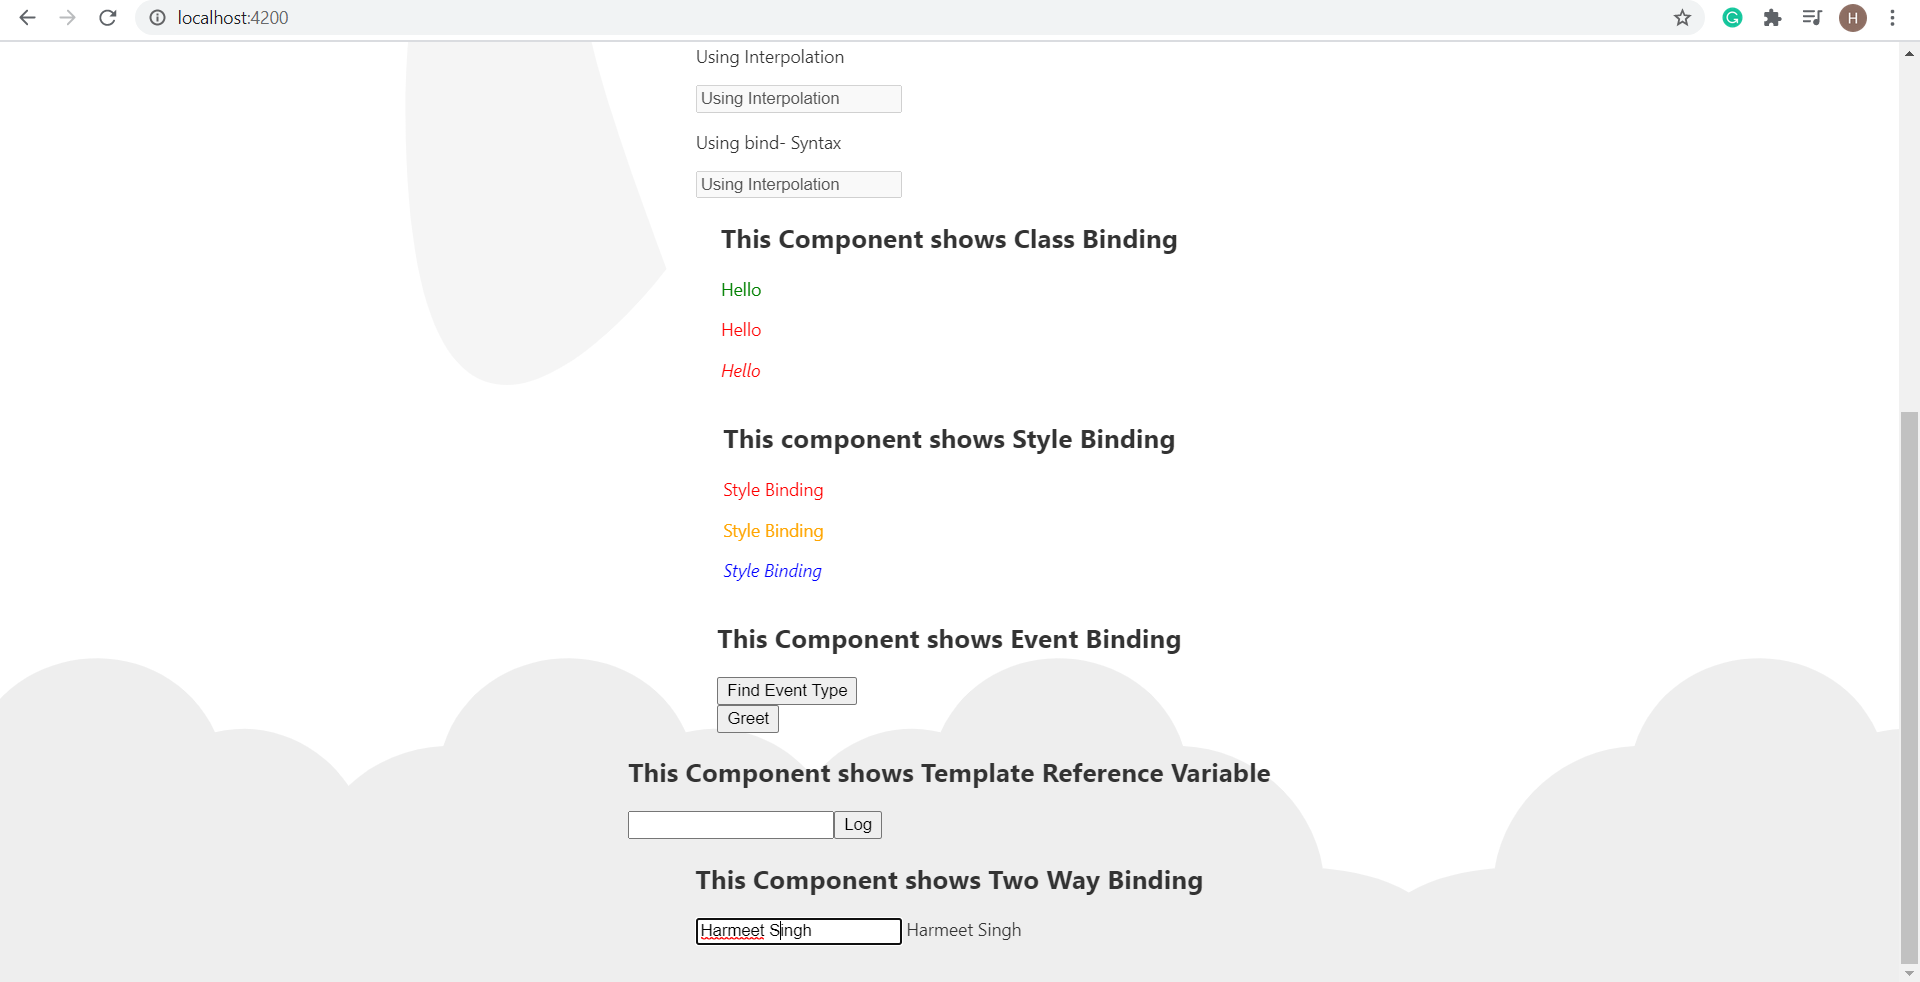 localhost:4200
H
Using Interpolation
Using Interpolation
Using bind- Syntax
Using Interpolation
This Component shows Class Binding
Hello
Hello
Hello
This component shows Style Binding
Style Binding
Style Binding
Style Binding
This Component shows Event Binding
Find Event Type
Greet
This Component shows Template Reference Variable
Log
This Component shows Two Way Binding
Harmeet Singh Harmeet Singh